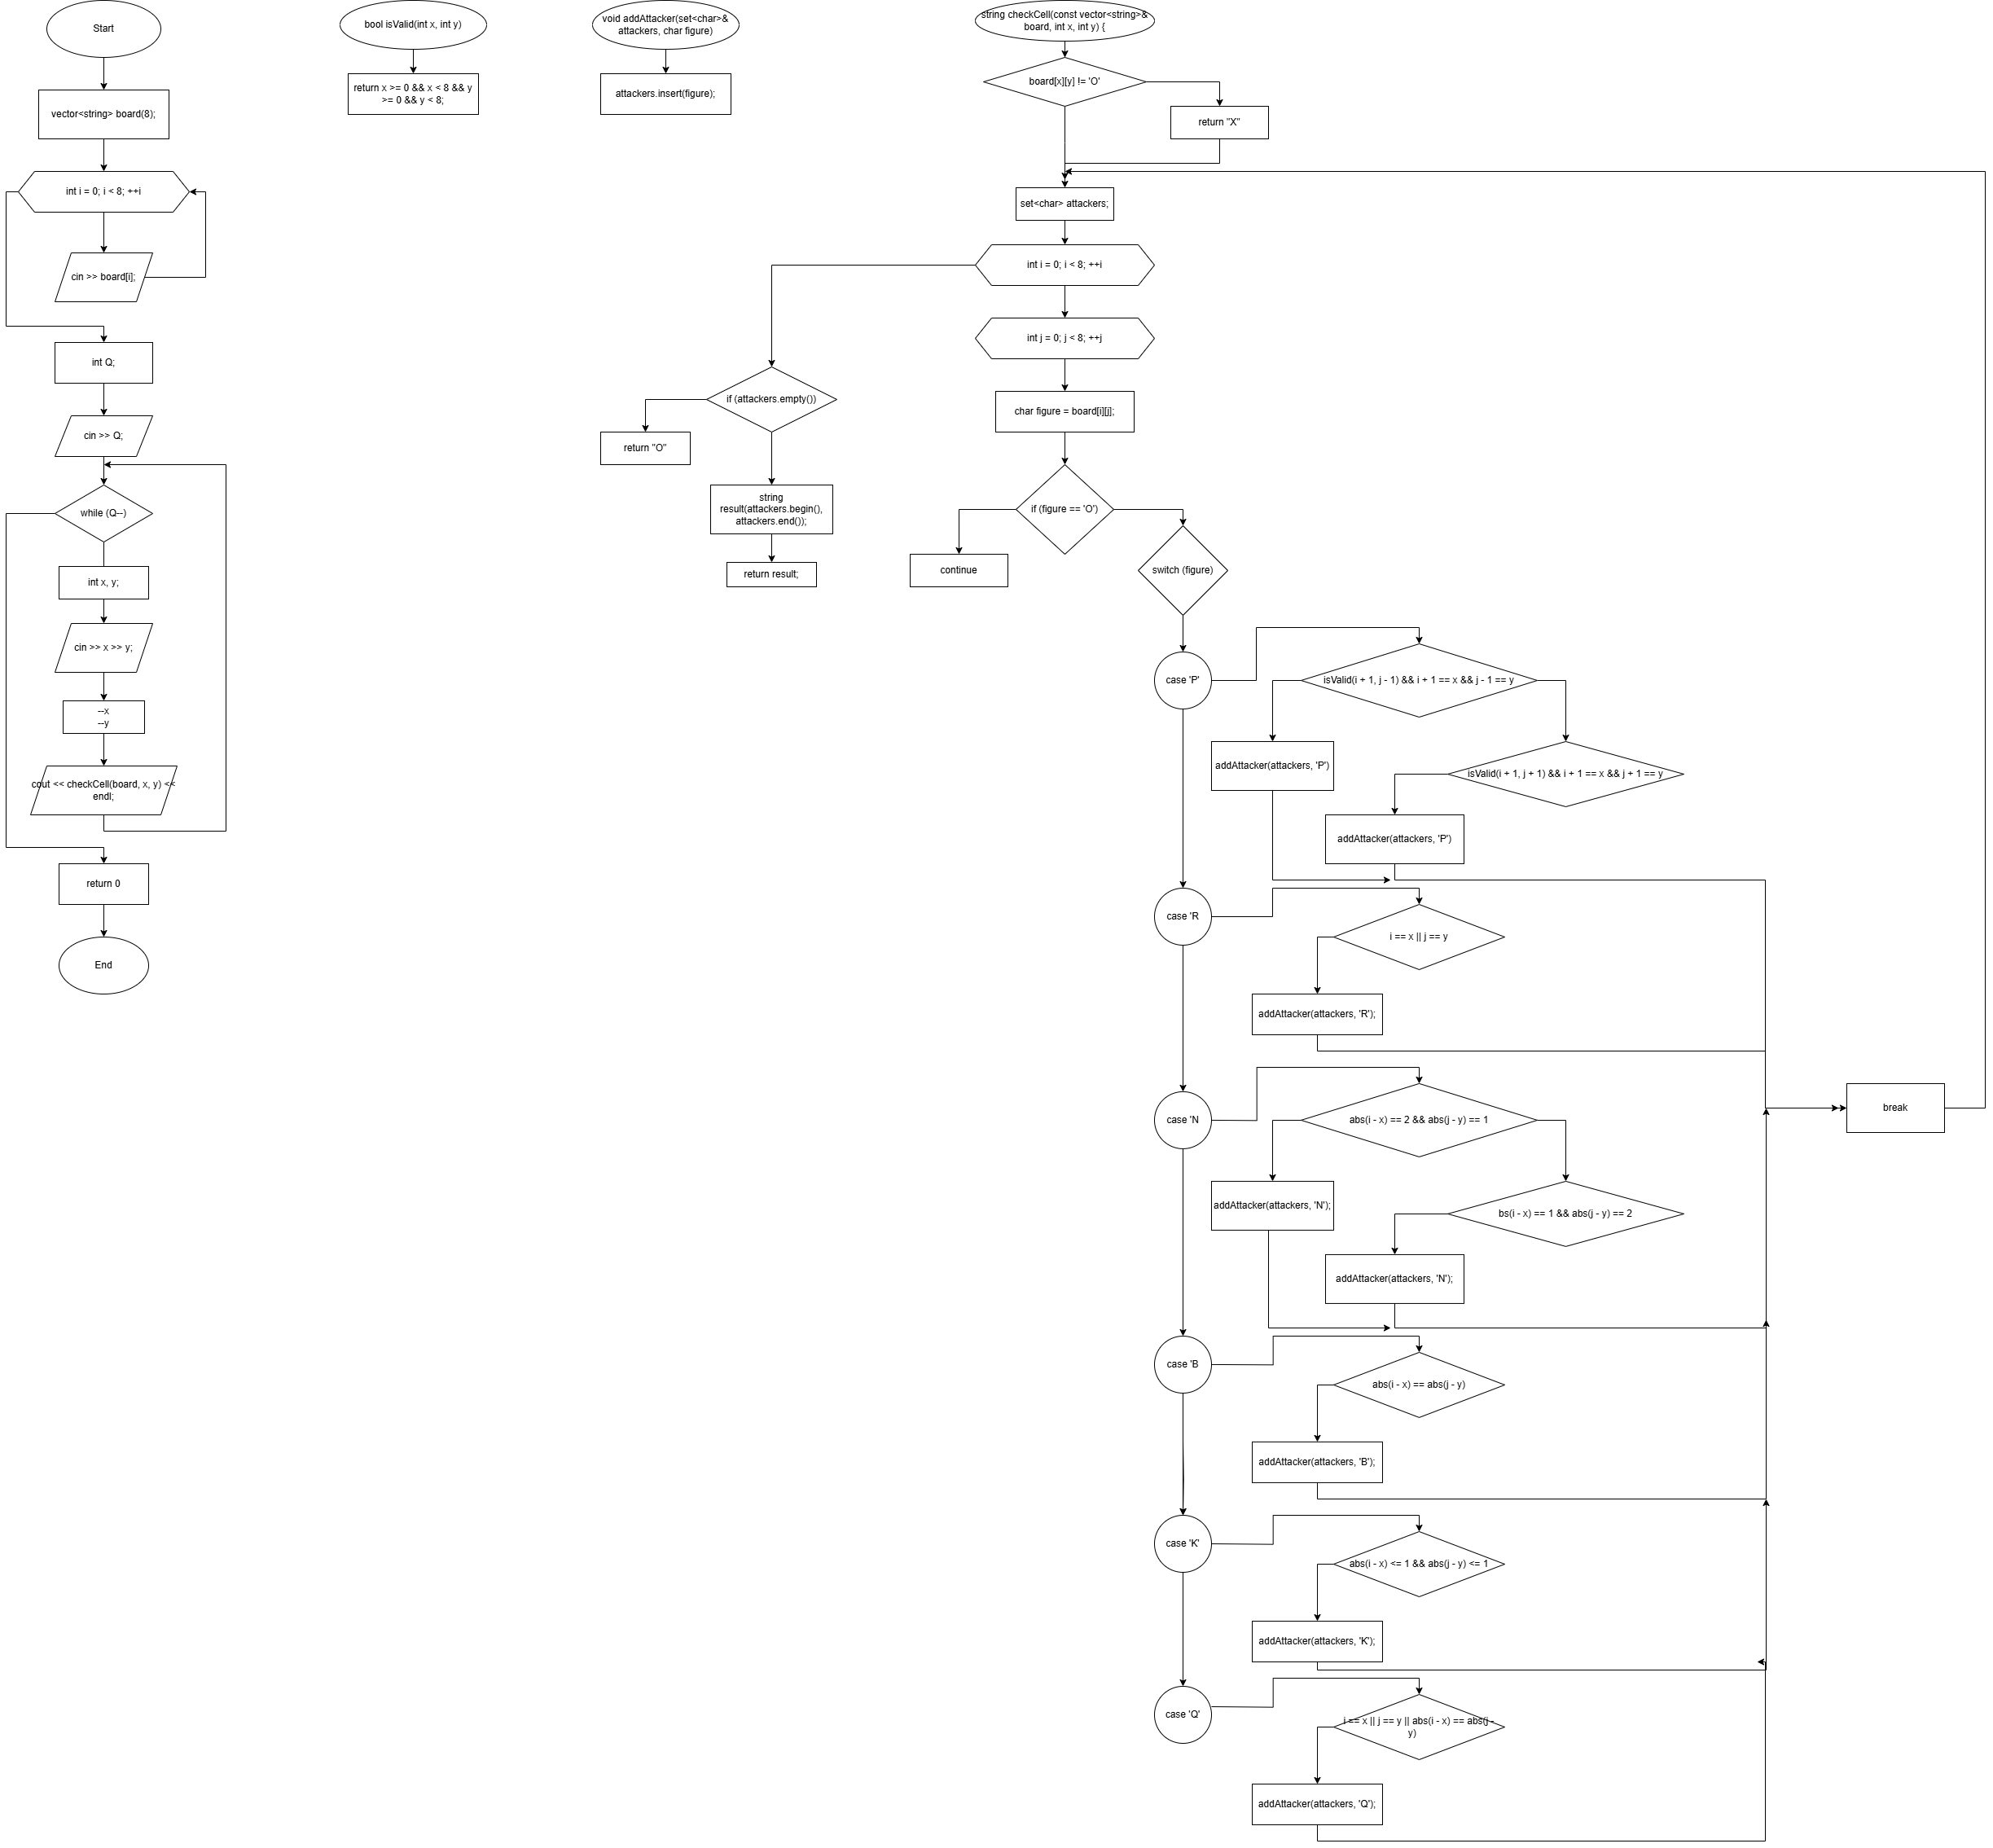 Start
vector<string> board(8);
int i = 0; i < 8; ++i
cin >> board[i];
int Q;
cin >> Q;
while (Q--)
int x, y;
cin >> x >> y;
--x
--y
cout << checkCell(board, x, y) <<
endl;
return 0
End
bool isValid(int x, int y)
return x >= 0 && x < 8 && y
>= 0 && y < 8;
void addAttacker(set<char>&
attackers, char figure)
attackers.insert(figure);
string checkCell(const vector<string>&
board, int x, int y) {
board[x][y] != 'O'
return "X"
set<char> attackers;
int i = 0; i < 8; ++i
int j = 0; j < 8; ++j
if (attackers.empty())
return "O"
string
result(attackers.begin(),
attackers.end());
return result;
char figure = board[i][j];
if (figure == 'O')
continue
switch (figure)
case 'P'
isValid(i + 1, j - 1) && i + 1 == x && j - 1 == y
addAttacker(attackers, 'P')
isValid(i + 1, j + 1) && i + 1 == x && j + 1 == y
addAttacker(attackers, 'P')
case 'R
i == x || j == y
addAttacker(attackers, 'R');
case 'N
abs(i - x) == 2 && abs(j - y) == 1
break
addAttacker(attackers, 'N');
bs(i - x) == 1 && abs(j - y) == 2
addAttacker(attackers, 'N');
case 'B
abs(i - x) == abs(j - y)
addAttacker(attackers, 'B');
case 'K'
abs(i - x) <= 1 && abs(j - y) <= 1
addAttacker(attackers, 'K');
case 'Q'
i == x || j == y || abs(i - x) == abs(j -
y)
addAttacker(attackers, 'Q');